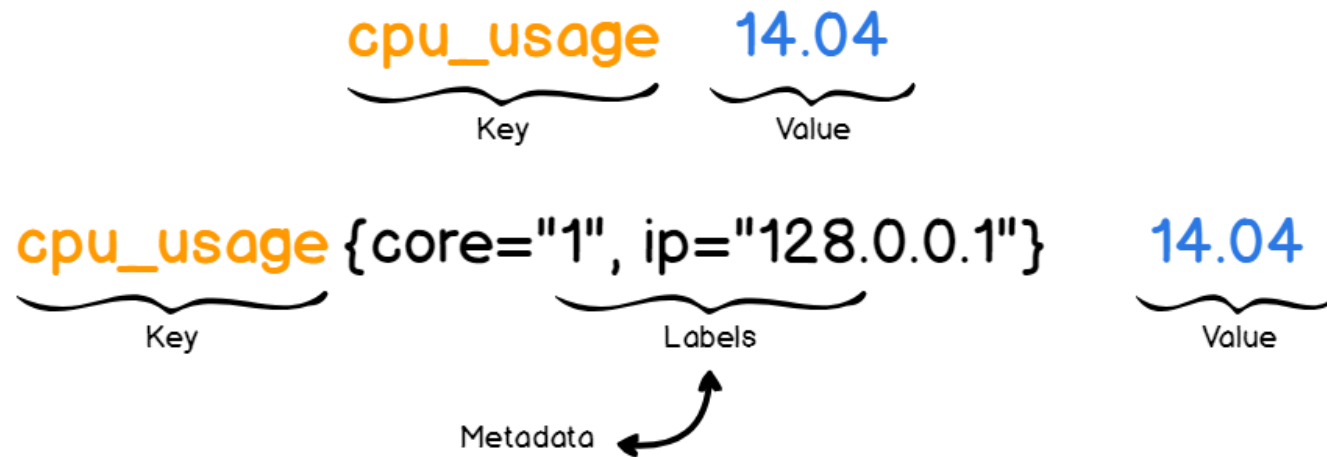 cpu_usage 14.04
Key Value
cpu_usage {core="1", ip="128.0.0.1"} 14.04
Key Labels Value
Metadata